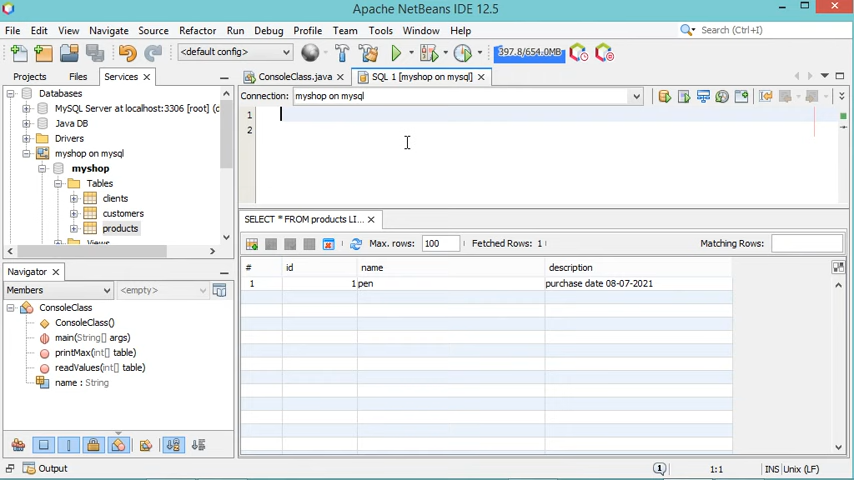 Apache NetBeans IDE 12.5
File Edit View Navigate Source Refactor Run Debug Profile Team Tools Window Help Search (Ctrl+I)
<default config> 397.8/654.0MB
Projects Files Services ConsoleClass.java SQL 1 [myshop on mysql]
Databases
MySQL Server at localhost:3306 [root] (c
Java DB
Drivers
myshop on mysql
myshop
Tables
clients
customers
products
Views
Connection: myshop on mysql
1
2
SELECT * FROM products LI...
Max. rows: 100 Fetched Rows: 1 Matching Rows:
# id name description
1 1 pen purchase date 08-07-2021
Navigator
Members <empty>
ConsoleClass
ConsoleClass()
main(String[] args)
printMax(int[] table)
readValues(int[] table)
name : String
Output 1 1:1 INS Unix (LF)